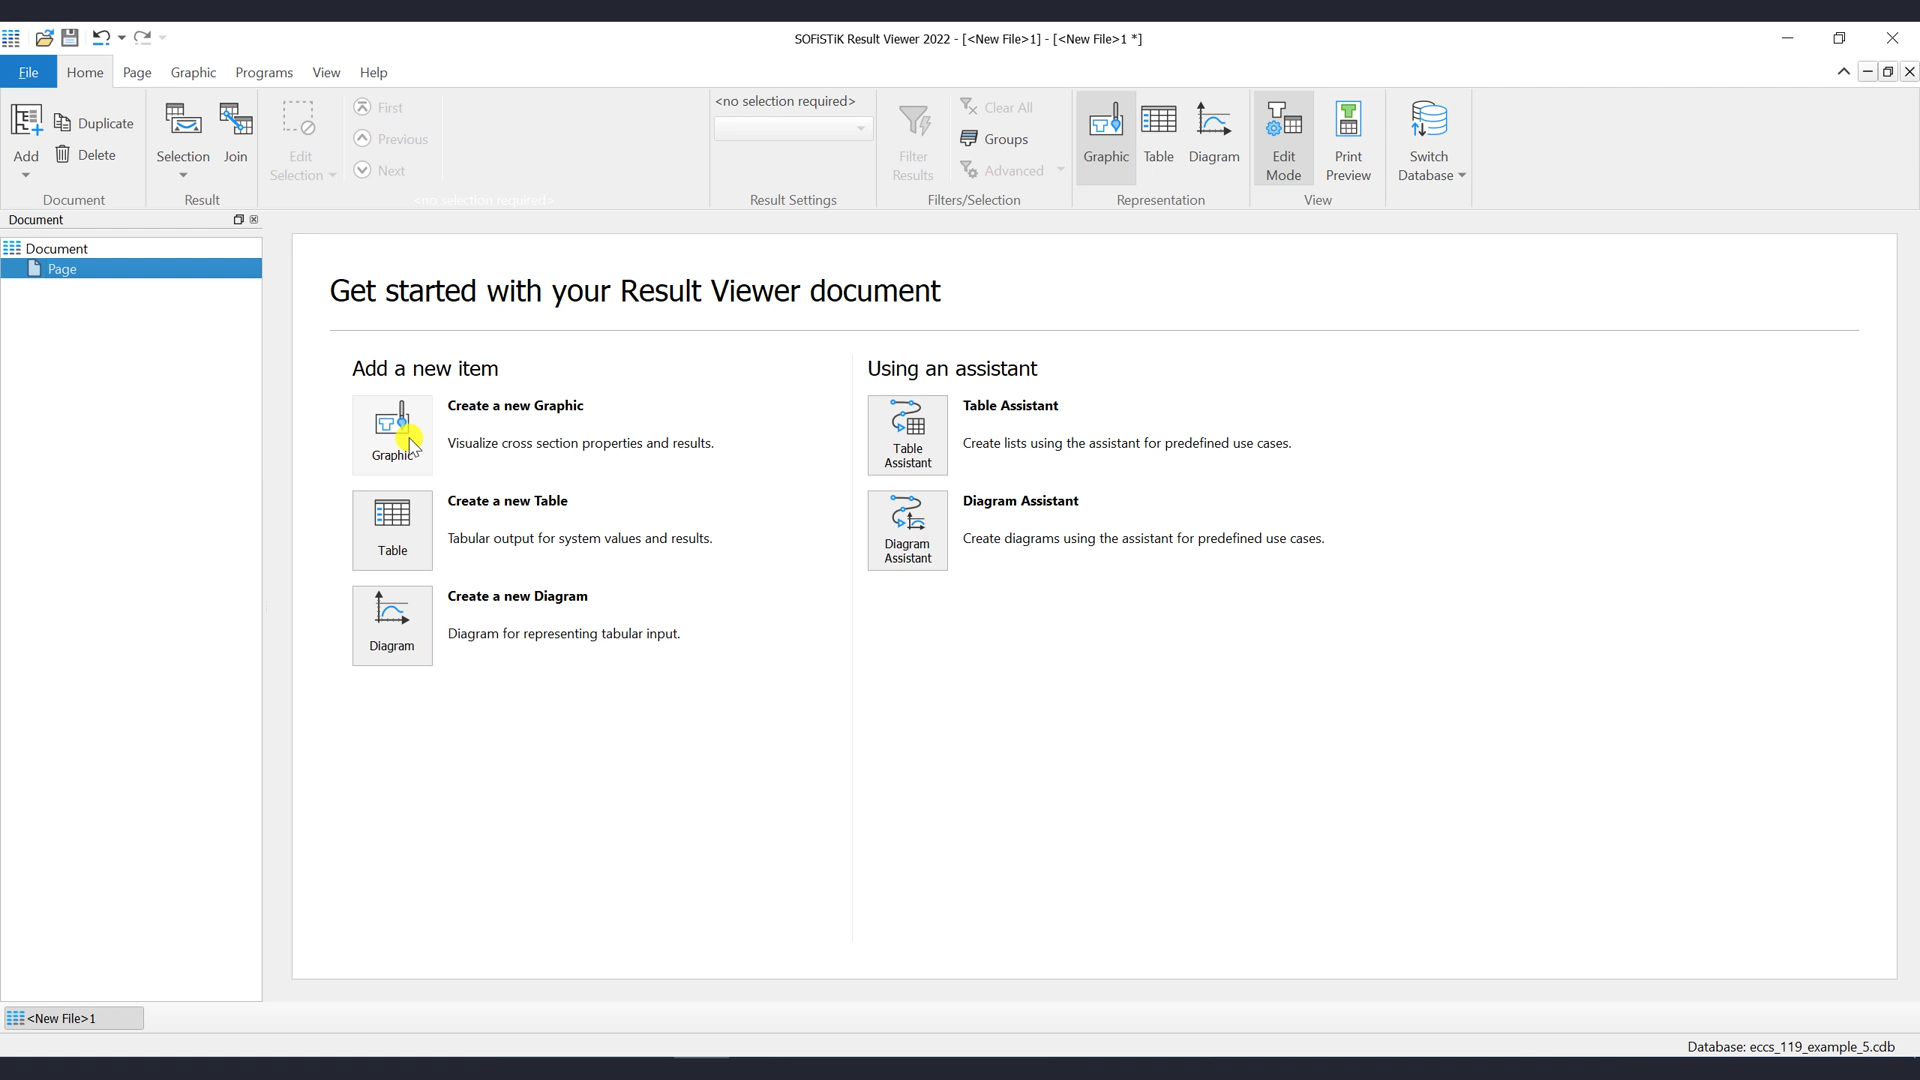 SOFiSTiK Result Viewer 2022 - [<New File>1] - [<New File>1 *]
File Home Page Graphic Programs View Help
Add
Duplicate
Delete
Document
Selection
Join
Result
Edit
Selection
First
Previous
Next
<no selection required>
<no selection required>
Result Settings
Filter
Results
Clear All
Groups
Advanced
Filters/Selection
Graphic
Table
Diagram
Representation
Edit
Mode
Print
Preview
View
Switch
Database
Document
Document
Page
Get started with your Result Viewer document
Add a new item
Graphic
Create a new Graphic
Visualize cross section properties and results.
Table
Create a new Table
Tabular output for system values and results.
Diagram
Create a new Diagram
Diagram for representing tabular input.
Using an assistant
Table
Assistant
Table Assistant
Create lists using the assistant for predefined use cases.
Diagram
Assistant
Diagram Assistant
Create diagrams using the assistant for predefined use cases.
<New File>1
Database: eccs_119_example_5.cdb